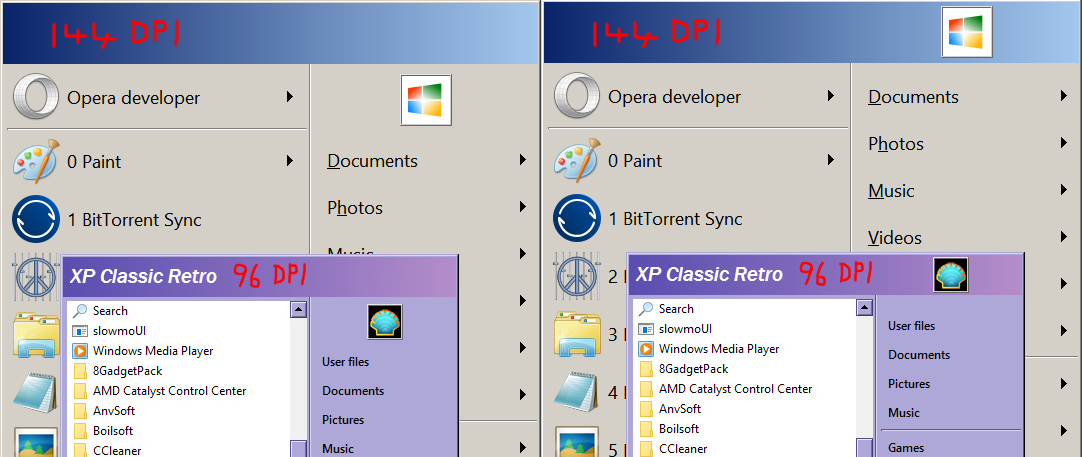 144 DPI
Opera developer
0 Paint
1 BitTorrent Sync
Documents
Photos
Music
XP Classic Retro 96 DPI
Search
slowmoUI
Windows Media Player
8GadgetPack
AMD Catalyst Control Center
AnvSoft
Boilsoft
CCleaner
User files
Documents
Pictures
Music
144 DPI
Opera developer
0 Paint
1 BitTorrent Sync
2
3
4
5
Documents
Photos
Music
Videos
XP Classic Retro 96 DPI
Search
slowmoUI
Windows Media Player
8GadgetPack
AMD Catalyst Control Center
AnvSoft
Boilsoft
CCleaner
User files
Documents
Pictures
Music
Games